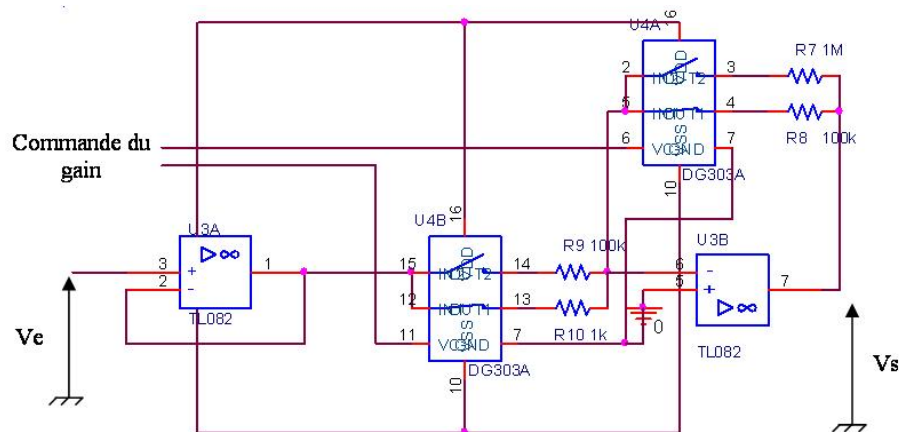 U4A
16
R7 1M
2
3
5
4
R8 100k
Commande du
gain
6
7
10
DG303A
U4B
16
U3A
R9 100k
U3B
3
+
1
15
14
6
-
7
2
-
5
+
12
13
TL082
0
Ve
11
7
R10 1k
TL082
Vs
10
DG303A